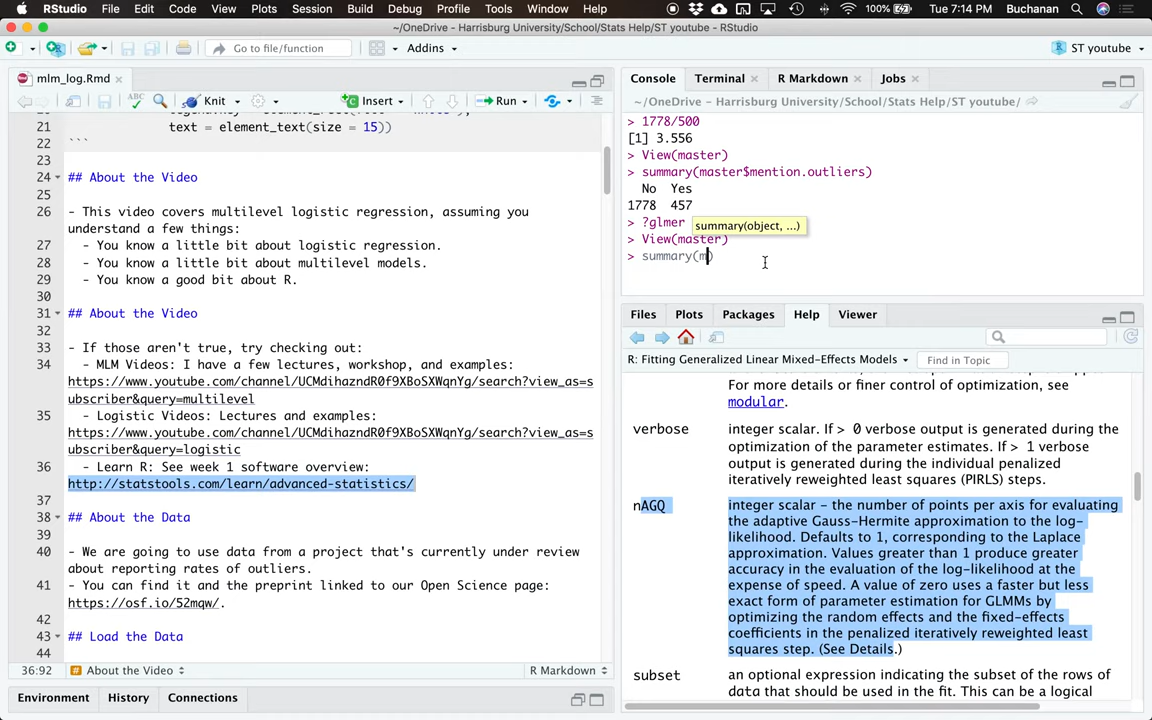 RStudio File Edit Code View Plots Session Build Debug Profile Tools Window Help 100% Tue 7:14 PM Buchanan
~/OneDrive - Harrisburg University/School/Stats Help/ST youtube - RStudio
Go to file/function Addins ST youtube
mlm_log.Rmd
Knit Insert Run
21 text = element_text(size = 15))
22 ```
23
24 ## About the Video
25
26 - This video covers multilevel logistic regression, assuming you
understand a few things:
27 - You know a little bit about logistic regression.
28 - You know a little bit about multilevel models.
29 - You know a good bit about R.
30
31 ## About the Video
32
33 - If those aren't true, try checking out:
34 - MLM Videos: I have a few lectures, workshop, and examples:
https://www.youtube.com/channel/UCMdihazndR0f9XBoSXWqnYg/search?view_as=s
ubscriber&query=multilevel
35 - Logistic Videos: Lectures and examples:
https://www.youtube.com/channel/UCMdihazndR0f9XBoSXWqnYg/search?view_as=s
ubscriber&query=logistic
36 - Learn R: See week 1 software overview:
http://statstools.com/learn/advanced-statistics/
37
38 ## About the Data
39
40 - We are going to use data from a project that's currently under review
about reporting rates of outliers.
41 - You can find it and the preprint linked to our Open Science page:
https://osf.io/52mqw/.
42
43 ## Load the Data
44
36:92 # About the Video R Markdown
Environment History Connections
Console Terminal R Markdown Jobs
~/OneDrive - Harrisburg University/School/Stats Help/ST youtube/
> 1778/500
[1] 3.556
> View(master)
> summary(master$mention.outliers)
No Yes
1778 457
> ?glmer
summary(object, ...)
> View(master)
> summary(m)
Files Plots Packages Help Viewer
R: Fitting Generalized Linear Mixed-Effects Models Find in Topic
For more details or finer control of optimization, see
modular.
verbose integer scalar. If > 0 verbose output is generated during the
optimization of the parameter estimates. If > 1 verbose
output is generated during the individual penalized
iteratively reweighted least squares (PIRLS) steps.
nAGQ integer scalar - the number of points per axis for evaluating
the adaptive Gauss-Hermite approximation to the log-
likelihood. Defaults to 1, corresponding to the Laplace
approximation. Values greater than 1 produce greater
accuracy in the evaluation of the log-likelihood at the
expense of speed. A value of zero uses a faster but less
exact form of parameter estimation for GLMMs by
optimizing the random effects and the fixed-effects
coefficients in the penalized iteratively reweighted least
squares step. (See Details.)
subset an optional expression indicating the subset of the rows of
data that should be used in the fit. This can be a logical